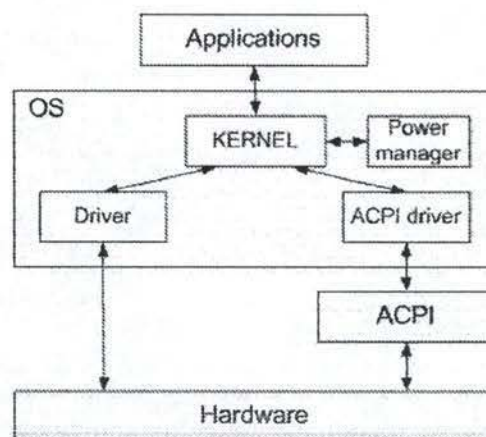 Applications
OS
KERNEL
Power
manager
Driver
ACPI driver
ACPI
Hardware